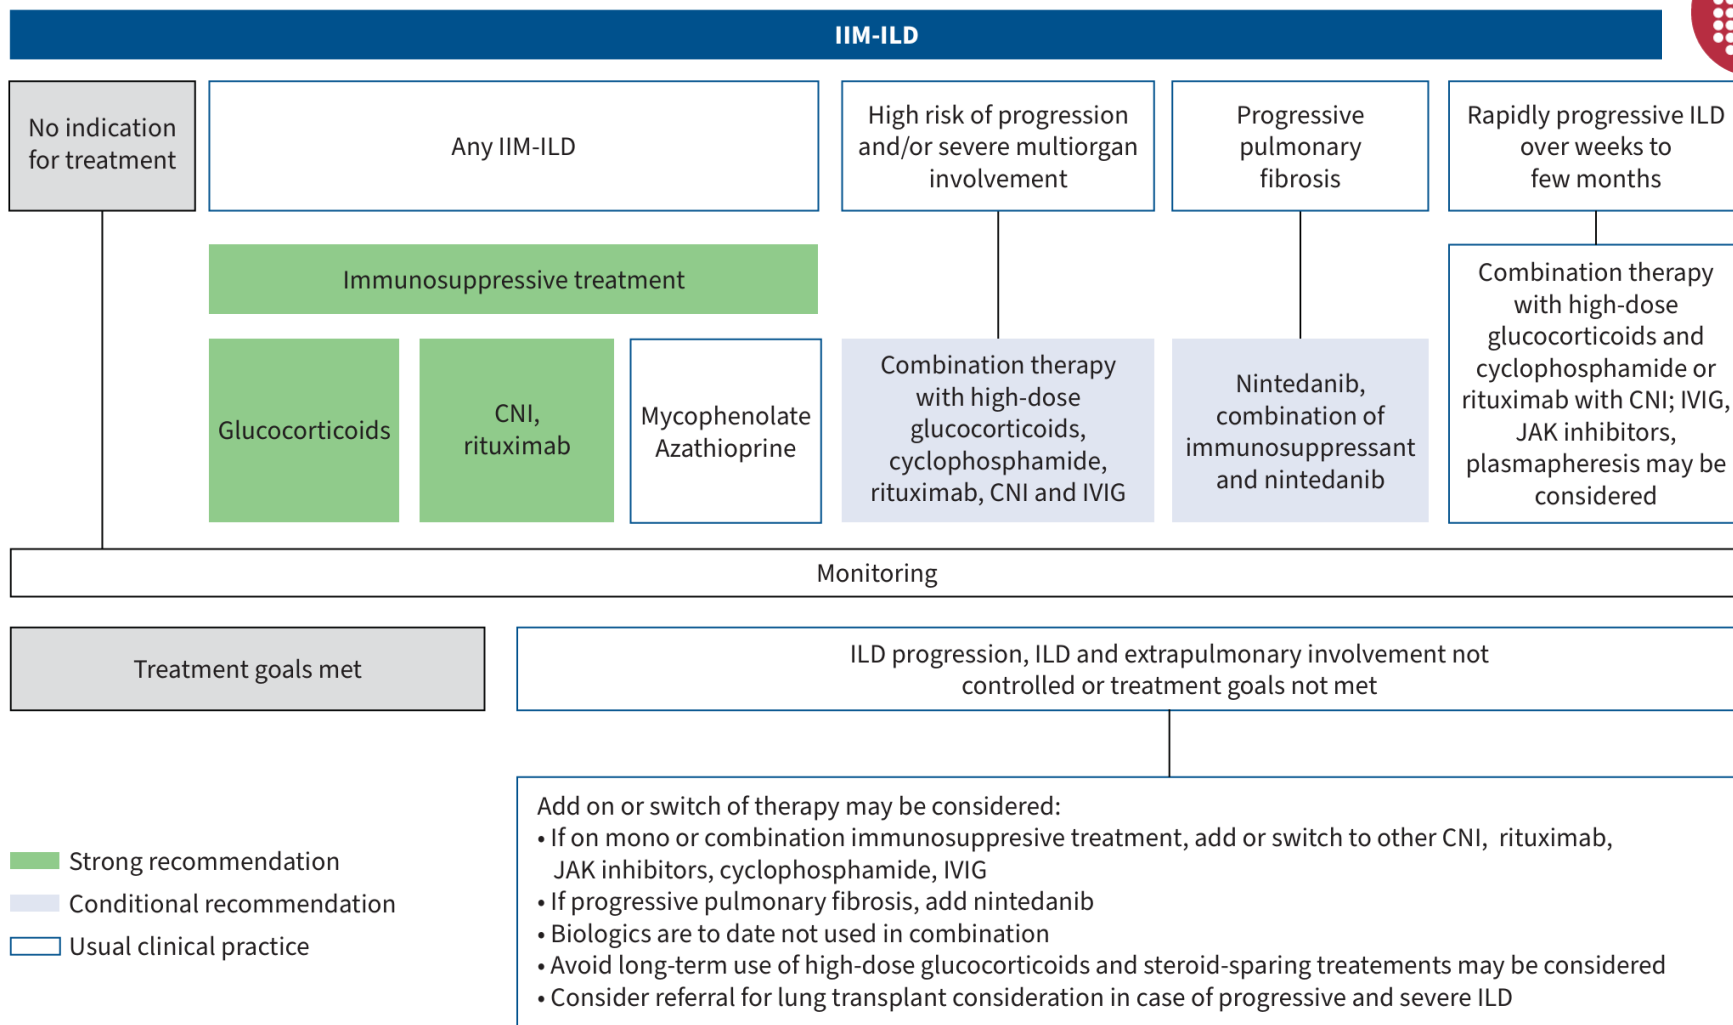 IIM-ILD
No indication
for treatment
Any IIM-ILD
High risk of progression
and/or severe multiorgan
involvement
Progressive
pulmonary
fibrosis
Rapidly progressive ILD
over weeks to
few months
Immunosuppressive treatment
Glucocorticoids
CNI,
rituximab
Mycophenolate
Azathioprine
Combination therapy
with high-dose
glucocorticoids,
cyclophosphamide,
rituximab, CNI and IVIG
Nintedanib,
combination of
immunosuppressant
and nintedanib
Combination therapy
with high-dose
glucocorticoids and
cyclophosphamide or
rituximab with CNI; IVIG,
JAK inhibitors,
plasmapheresis may be
considered
Monitoring
Treatment goals met
ILD progression, ILD and extrapulmonary involvement not
controlled or treatment goals not met
Add on or switch of therapy may be considered:
• If on mono or combination immunosuppresive treatment, add or switch to other CNI, rituximab,
JAK inhibitors, cyclophosphamide, IVIG
• If progressive pulmonary fibrosis, add nintedanib
• Biologics are to date not used in combination
• Avoid long-term use of high-dose glucocorticoids and steroid-sparing treatements may be considered
• Consider referral for lung transplant consideration in case of progressive and severe ILD
Strong recommendation
Conditional recommendation
Usual clinical practice